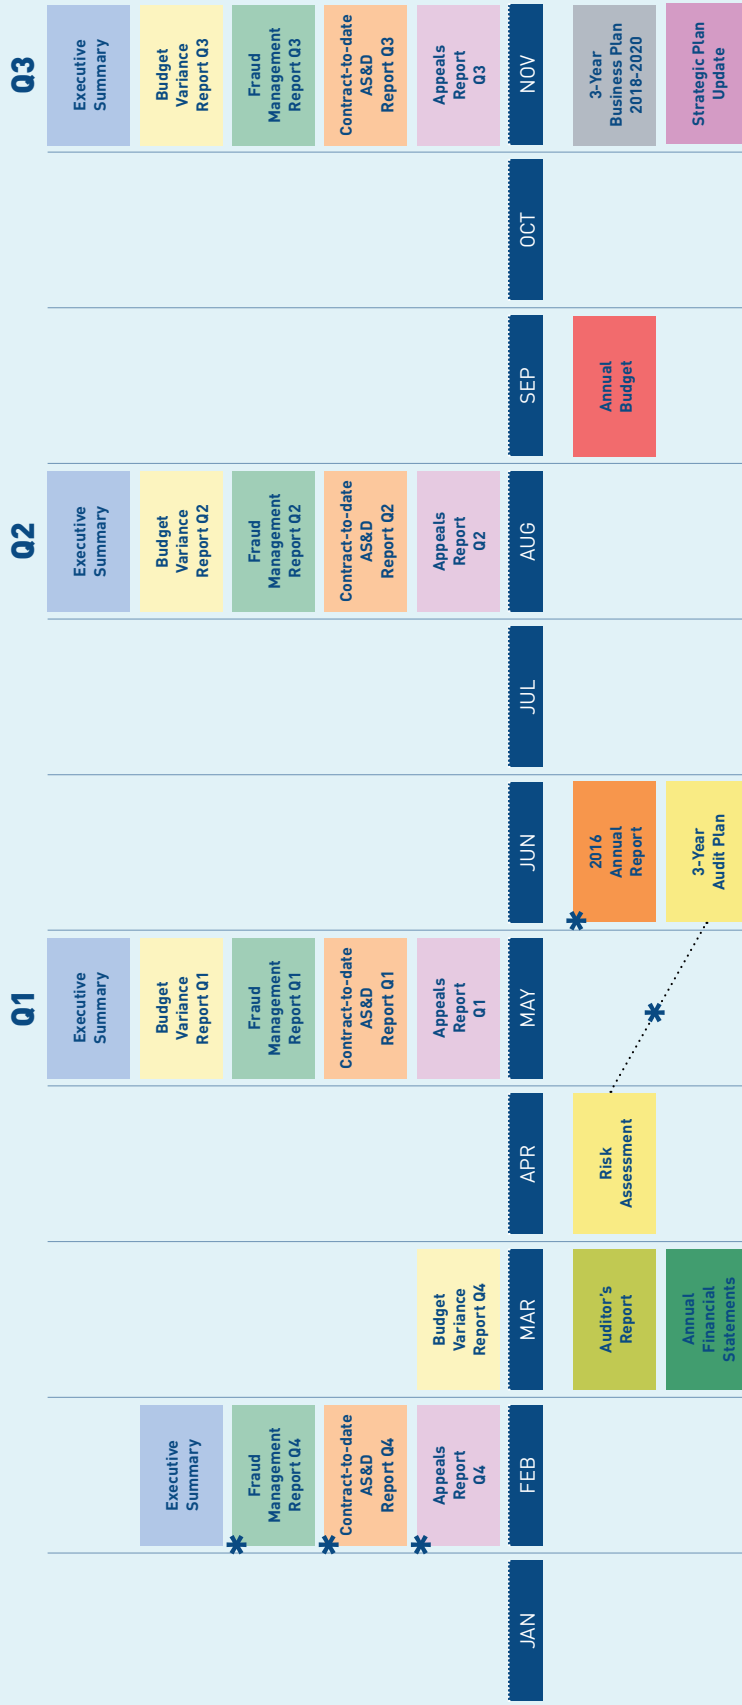 Q1
Q2
Q3
Executive
Summary
Executive
Summary
Executive
Summary
Executive
Summary
Budget
Variance
Report Q1
Budget
Variance
Report Q2
Budget
Variance
Report Q3
Fraud
Management
Report Q4
Fraud
Management
Report Q1
Fraud
Management
Report Q2
Fraud
Management
Report Q3
Contract-to-date
AS&D
Report Q4
Contract-to-date
AS&D
Report Q1
Contract-to-date
AS&D
Report Q2
Contract-to-date
AS&D
Report Q3
Appeals
Report
Q4
Budget
Variance
Report Q4
Appeals
Report
Q1
Appeals
Report
Q2
Appeals
Report
Q3
JAN
FEB
MAR
APR
MAY
JUN
JUL
AUG
SEP
OCT
NOV
Auditor's
Report
Risk
Assessment
2016
Annual
Report
Annual
Budget
3-Year
Business Plan
2018-2020
Annual
Financial
Statements
3-Year
Audit Plan
Strategic Plan
Update